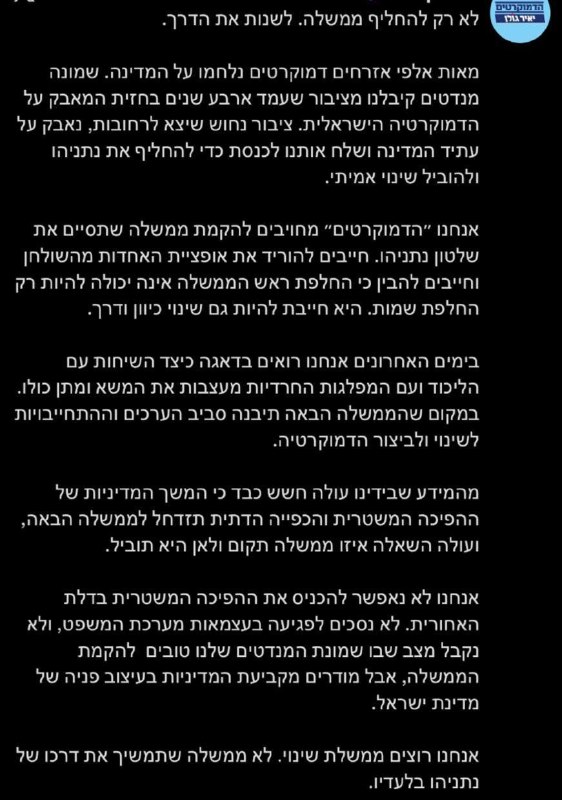 הדמוקרטים
יאיר גולן
לא רק להחליף ממשלה. לשנות את הדרך.
מאות אלפי אזרחים דמוקרטים נלחמו על המדינה. שמונה
מנדטים קיבלנו מציבור שעמד ארבע שנים בחזית המאבק על
הדמוקרטיה הישראלית. ציבור נחוש שיצא לרחובות, נאבק על
עתיד המדינה ושלח אותנו לכנסת כדי להחליף את נתניהו
ולהוביל שינוי אמיתי.
אנחנו ״הדמוקרטים״ מחויבים להקמת ממשלה שתסיים את
שלטון נתניהו. חייבים להוריד את אופציית האחדות מהשולחן
וחייבים להבין כי החלפת ראש הממשלה אינה יכולה להיות רק
החלפת שמות. היא חייבת להיות גם שינוי כיוון ודרך.
בימים האחרונים אנחנו רואים בדאגה כיצד השיחות עם
הליכוד ועם המפלגות החרדיות מעצבות את המשא ומתן כולו.
במקום שהממשלה הבאה תיבנה סביב הערכים וההתחייבויות
לשינוי ולביצור הדמוקרטיה.
מהמידע שבידינו עולה חשש כבד כי המשך המדיניות של
ההפיכה המשטרית והכפייה הדתית תזדחל לממשלה הבאה,
ועולה השאלה איזו ממשלה תקום ולאן היא תוביל.
אנחנו לא נאפשר להכניס את ההפיכה המשטרית בדלת
האחורית. לא נסכים לפגיעה בעצמאות מערכת המשפט, ולא
נקבל מצב שבו שמונת המנדטים שלנו טובים להקמת
הממשלה, אבל מודרים מקביעת המדיניות בעיצוב פניה של
מדינת ישראל.
אנחנו רוצים ממשלת שינוי. לא ממשלה שתמשיך את דרכו של
נתניהו בלעדיו.